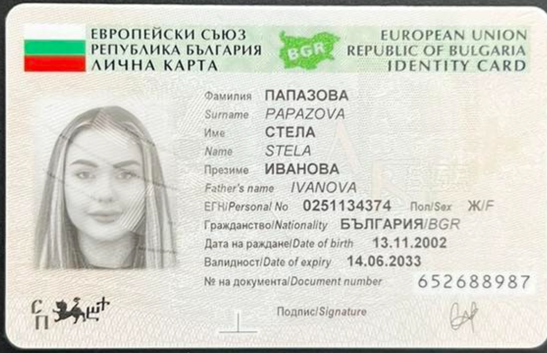 ЕВРОПЕЙСКИ СЪЮЗ
РЕПУБЛИКА БЪЛГАРИЯ
ЛИЧНА КАРТА
BGR
EUROPEAN UNION
REPUBLIC OF BULGARIA
IDENTITY CARD
Фамилия ПАПАЗОВА
Surname PAPAZOVA
Име СТЕЛА
Name STELA
Презиме ИВАНОВА
Father's name IVANOVA
ЕГН/Personal No 0251134374 Пол/Sex Ж/F
Гражданство/Nationality БЪЛГАРИЯ/BGR
Дата на раждане/Date of birth 13.11.2002
Валидност/Date of expiry 14.06.2033
№ на документа/Document number 652688987
Подпис/Signature